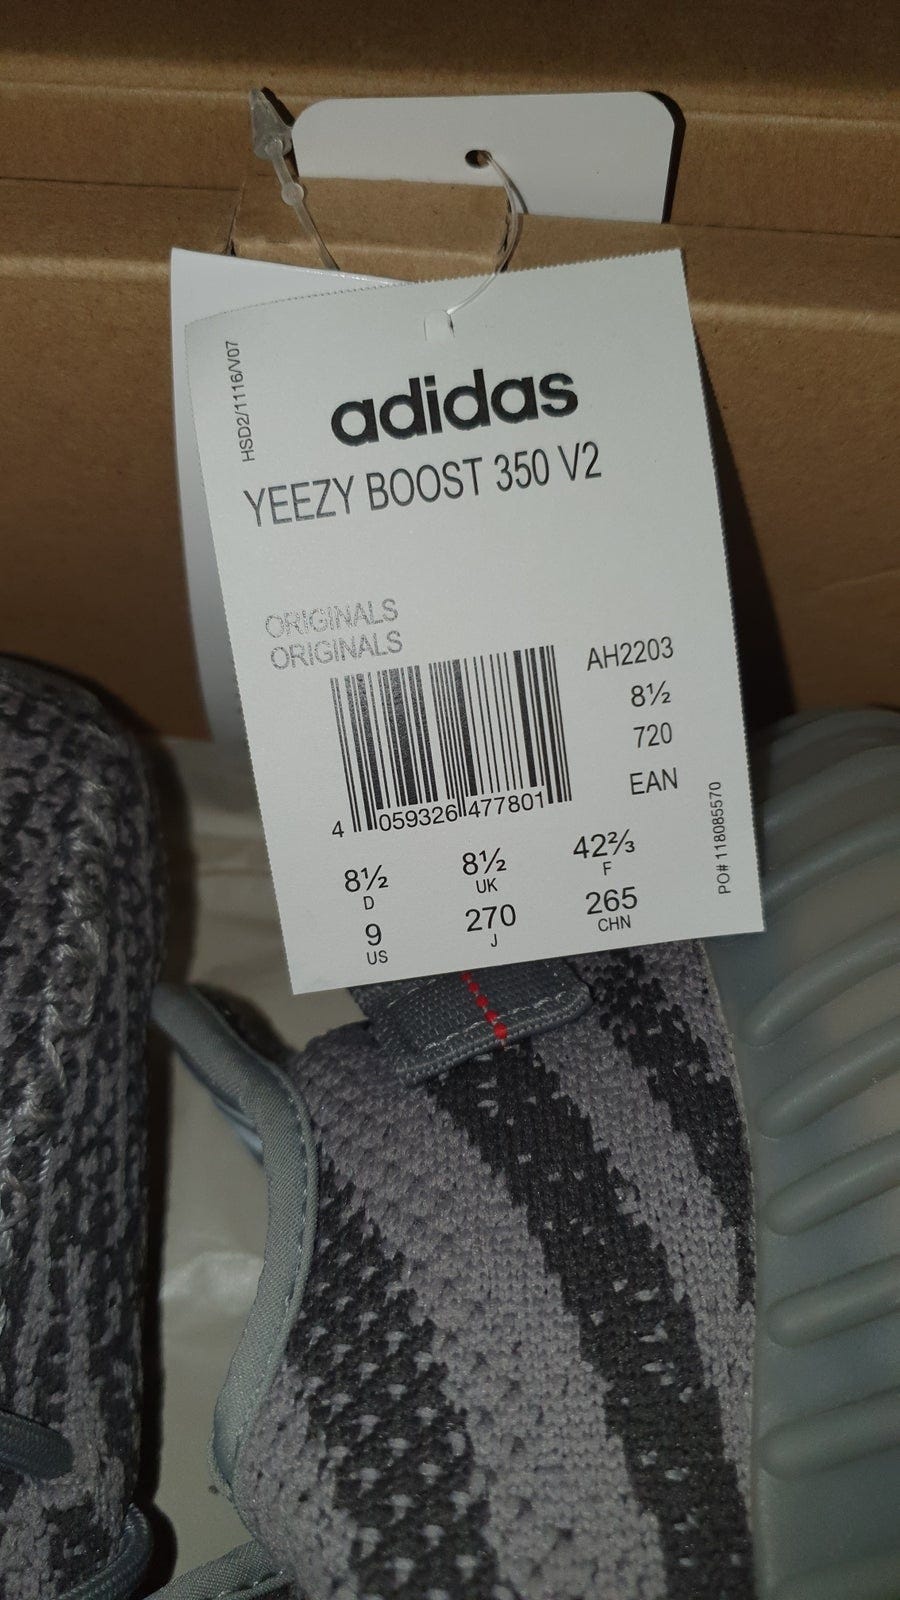 HSD2/1116/V07
adidas
YEEZY BOOST 350 V2
ORIGINALS
ORIGINALS
AH2203
8½
720
EAN
4 059326 477801
PO# 118085570
8½ 8½ 42⅔
D UK F
9 270 265
US J CHN